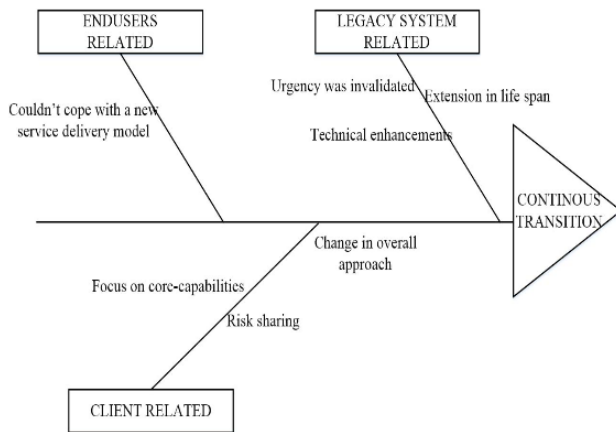 ENDUSERS
RELATED
LEGACY SYSTEM
RELATED
Couldn't cope with a new
service delivery model
Urgency was invalidated
Extension in life span
Technical enhancements
CONTINOUS
TRANSITION
Change in overall
approach
Focus on core-capabilities
Risk sharing
CLIENT RELATED